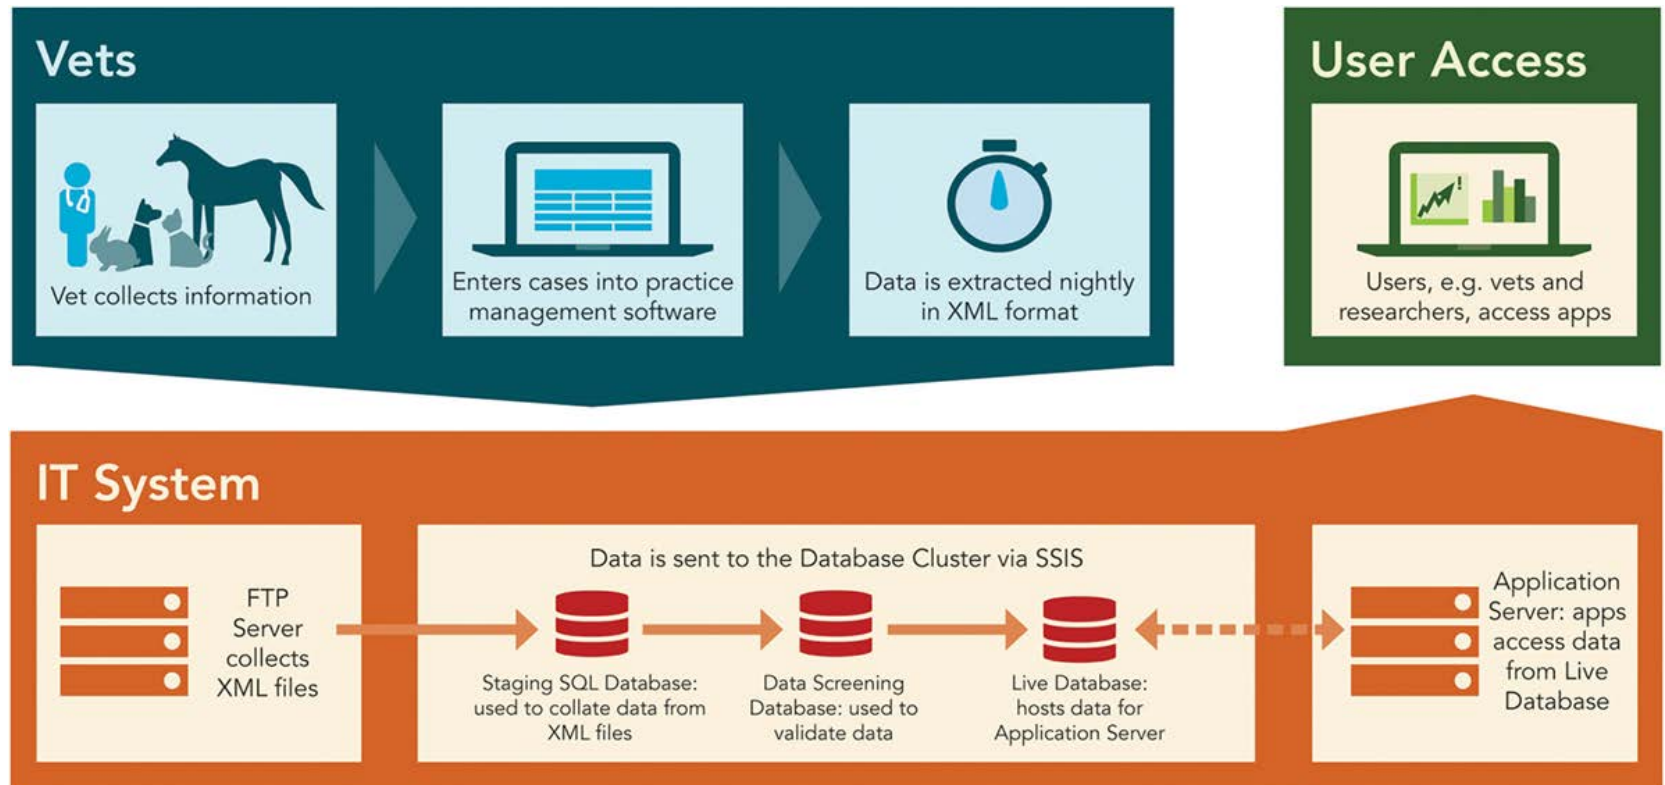 Vets
Vet collects information
Enters cases into practice
management software
Data is extracted nightly
in XML format
User Access
!
Users, e.g. vets and
researchers, access apps
IT System
FTP
Server
collects
XML files
Data is sent to the Database Cluster via SSIS
Staging SQL Database:
used to collate data from
XML files
Data Screening
Database: used to
validate data
Live Database:
hosts data for
Application Server
Application
Server: apps
access data
from Live
Database